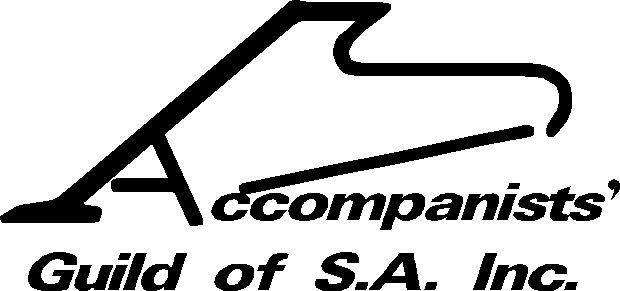 Accompanists'
Guild of S.A. Inc.